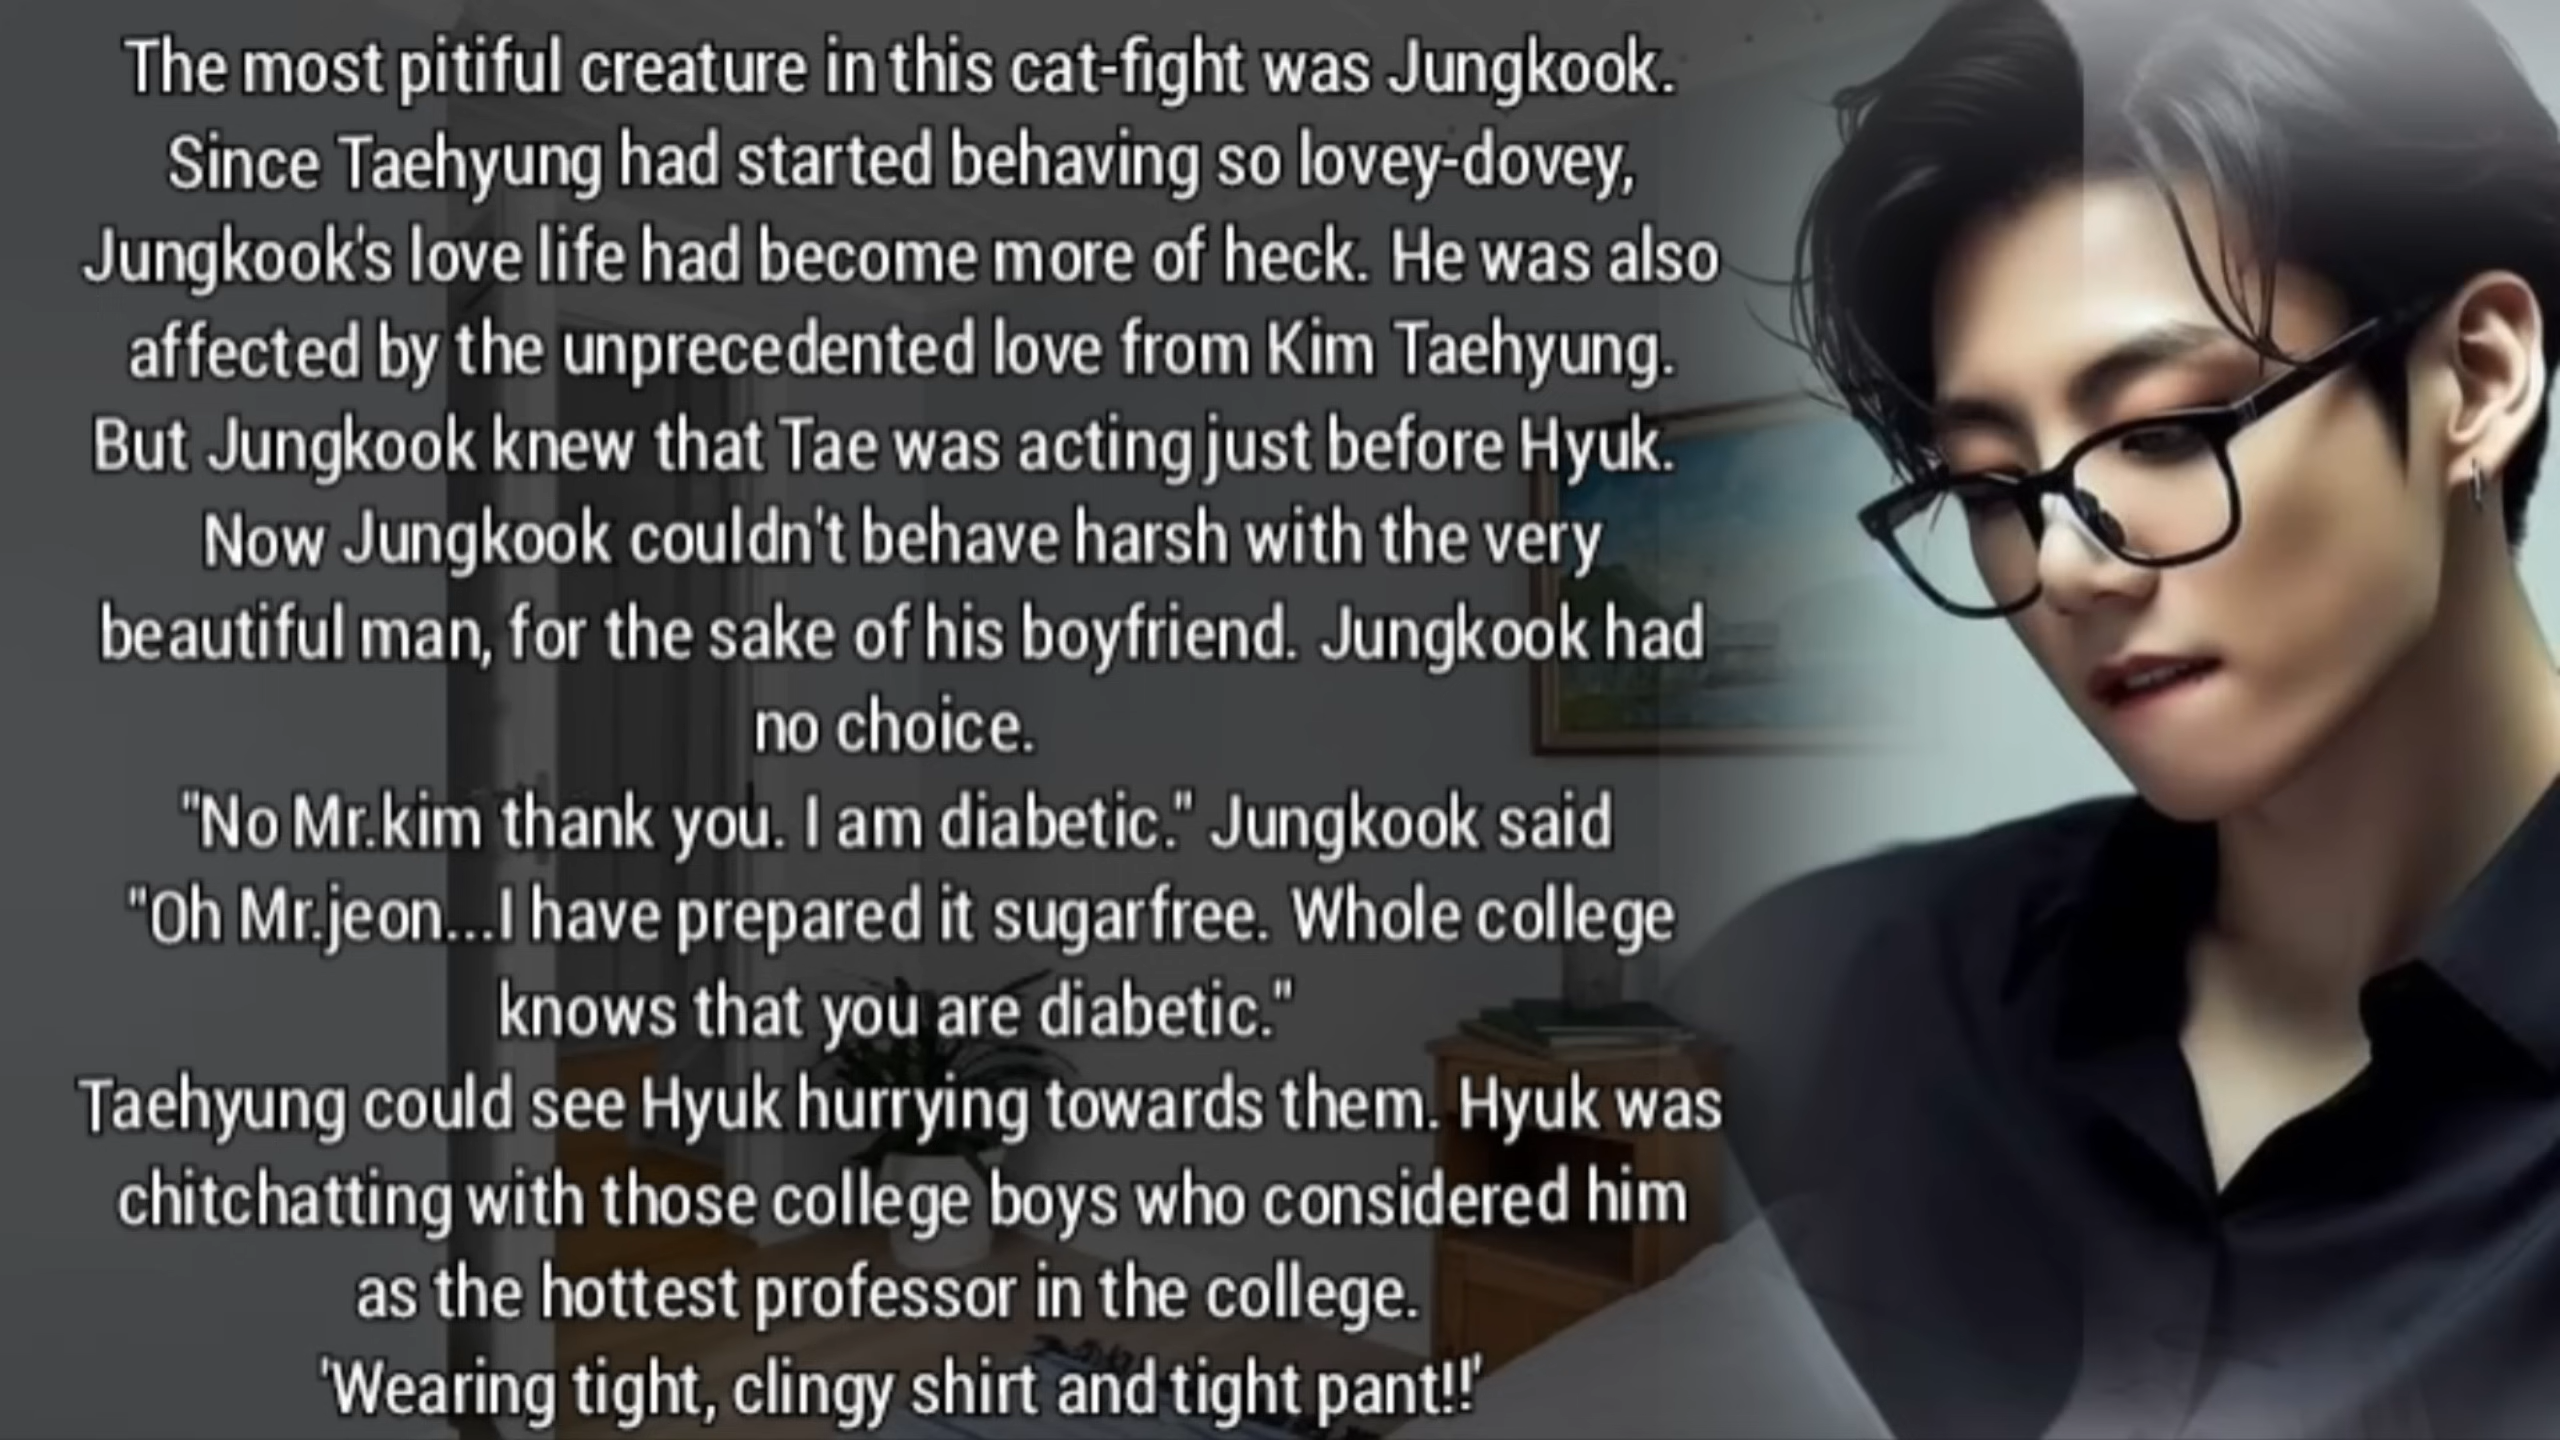 The most pitiful creature in this cat-fight was Jungkook.
Since Taehyung had started behaving so lovey-dovey,
Jungkook's love life had become more of heck. He was also
affected by the unprecedented love from Kim Taehyung.
But Jungkook knew that Tae was acting just before Hyuk.
Now Jungkook couldn't behave harsh with the very
beautiful man, for the sake of his boyfriend. Jungkook had
no choice.
"No Mr.kim thank you. I am diabetic." Jungkook said
"Oh Mr.jeon...I have prepared it sugarfree. Whole college
knows that you are diabetic."
Taehyung could see Hyuk hurrying towards them. Hyuk was
chitchatting with those college boys who considered him
as the hottest professor in the college.
'Wearing tight, clingy shirt and tight pant!!'